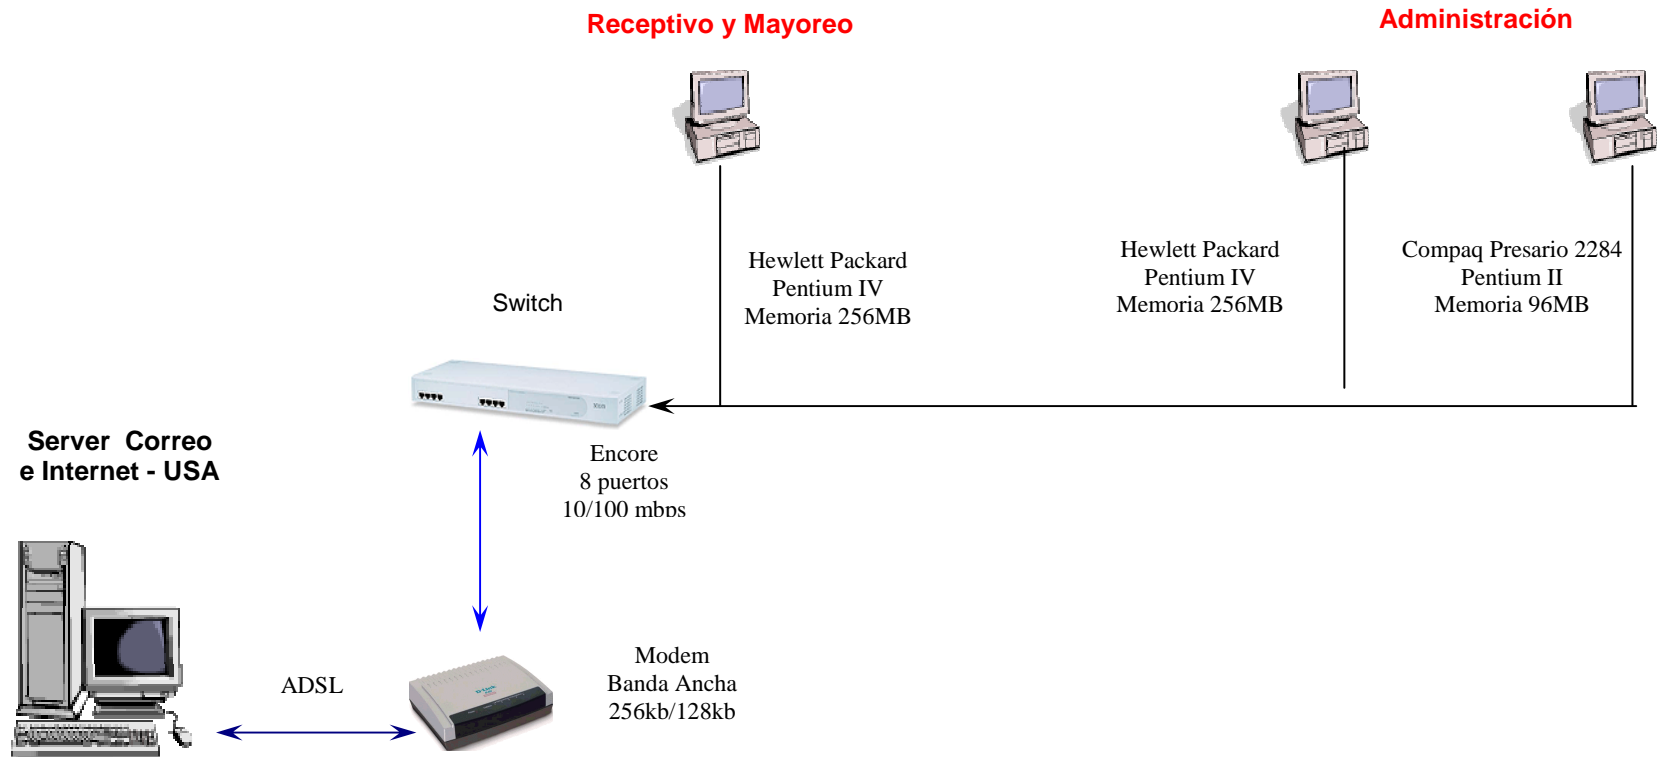 Receptivo y Mayoreo
Administración
Hewlett Packard
Pentium IV
Memoria 256MB
Hewlett Packard
Pentium IV
Memoria 256MB
Compaq Presario 2284
Pentium II
Memoria 96MB
Switch
Encore
8 puertos
10/100 mbps
Server Correo
e Internet - USA
ADSL
Modem
Banda Ancha
256kb/128kb
D-Link